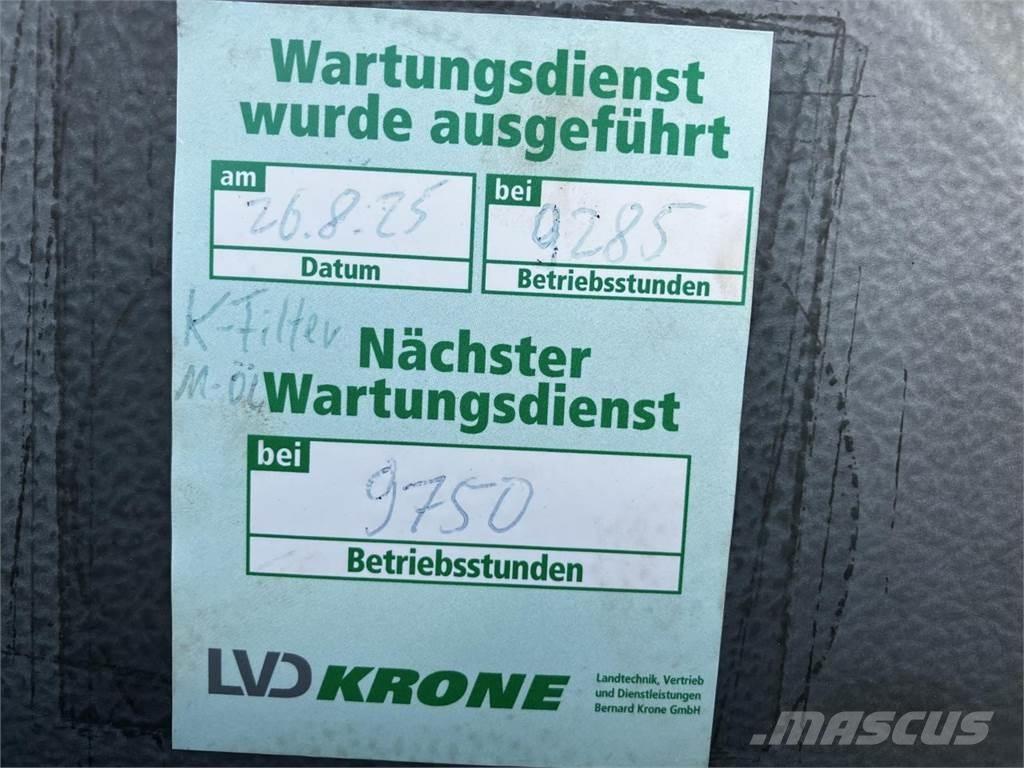 Wartungsdienst
wurde ausgeführt
am
26.8.25
Datum
bei
9285
Betriebsstunden
K-Filter
M-ÖL
Nächster
Wartungsdienst
bei
9750
Betriebsstunden
LVD KRONE
Landtechnik, Vertrieb
und Dienstleistungen
Bernard Krone GmbH
MASCUS